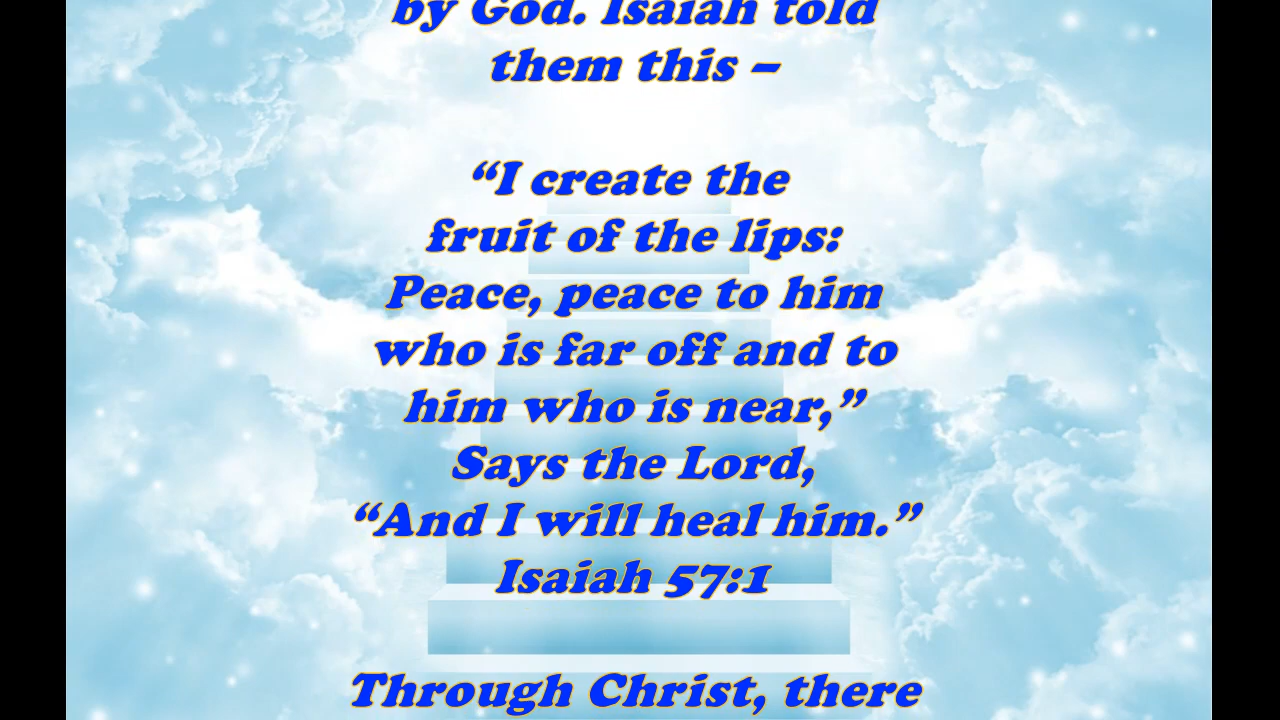 by God. Isaiah told
them this –
“I create the
fruit of the lips:
Peace, peace to him
who is far off and to
him who is near,”
Says the Lord,
“And I will heal him.”
Isaiah 57:1
Through Christ, there